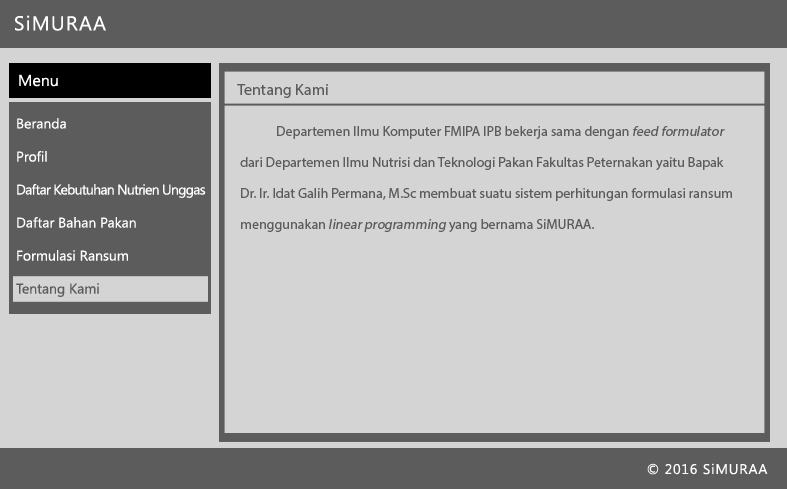 SiMURAA
Menu
Beranda
Profil
Daftar Kebutuhan Nutrien Unggas
Daftar Bahan Pakan
Formulasi Ransum
Tentang Kami
Tentang Kami
Departemen Ilmu Komputer FMIPA IPB bekerja sama dengan feed formulator
dari Departemen Ilmu Nutrisi dan Teknologi Pakan Fakultas Peternakan yaitu Bapak
Dr. Ir. Idat Galih Permana, M.Sc membuat suatu sistem perhitungan formulasi ransum
menggunakan linear programming yang bernama SiMURAA.
© 2016 SiMURAA